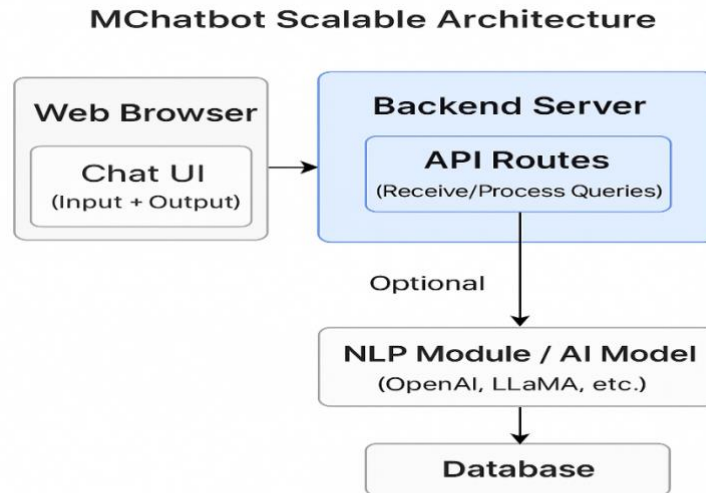 MChatbot Scalable Architecture
Web Browser
Chat UI
(Input + Output)
Backend Server
API Routes
(Receive/Process Queries)
Optional
NLP Module / AI Model
(OpenAI, LLaMA, etc.)
Database